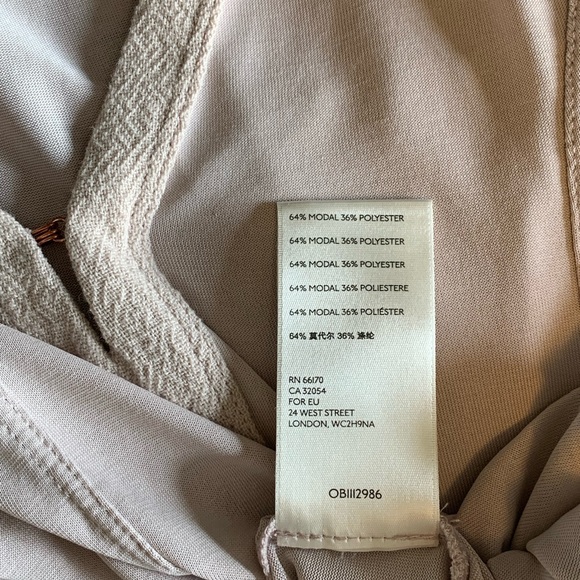 64% MODAL 36% POLYESTER
64% MODAL 36% POLYESTER
64% MODAL 36% POLYESTER
64% MODAL 36% POLIESTERE
64% MODAL 36% POLIÉSTER
64% 莫代尔 36% 涤纶
RN 66170
CA 32054
FOR EU
24 WEST STREET
LONDON, WC2H9NA
OBIII2986